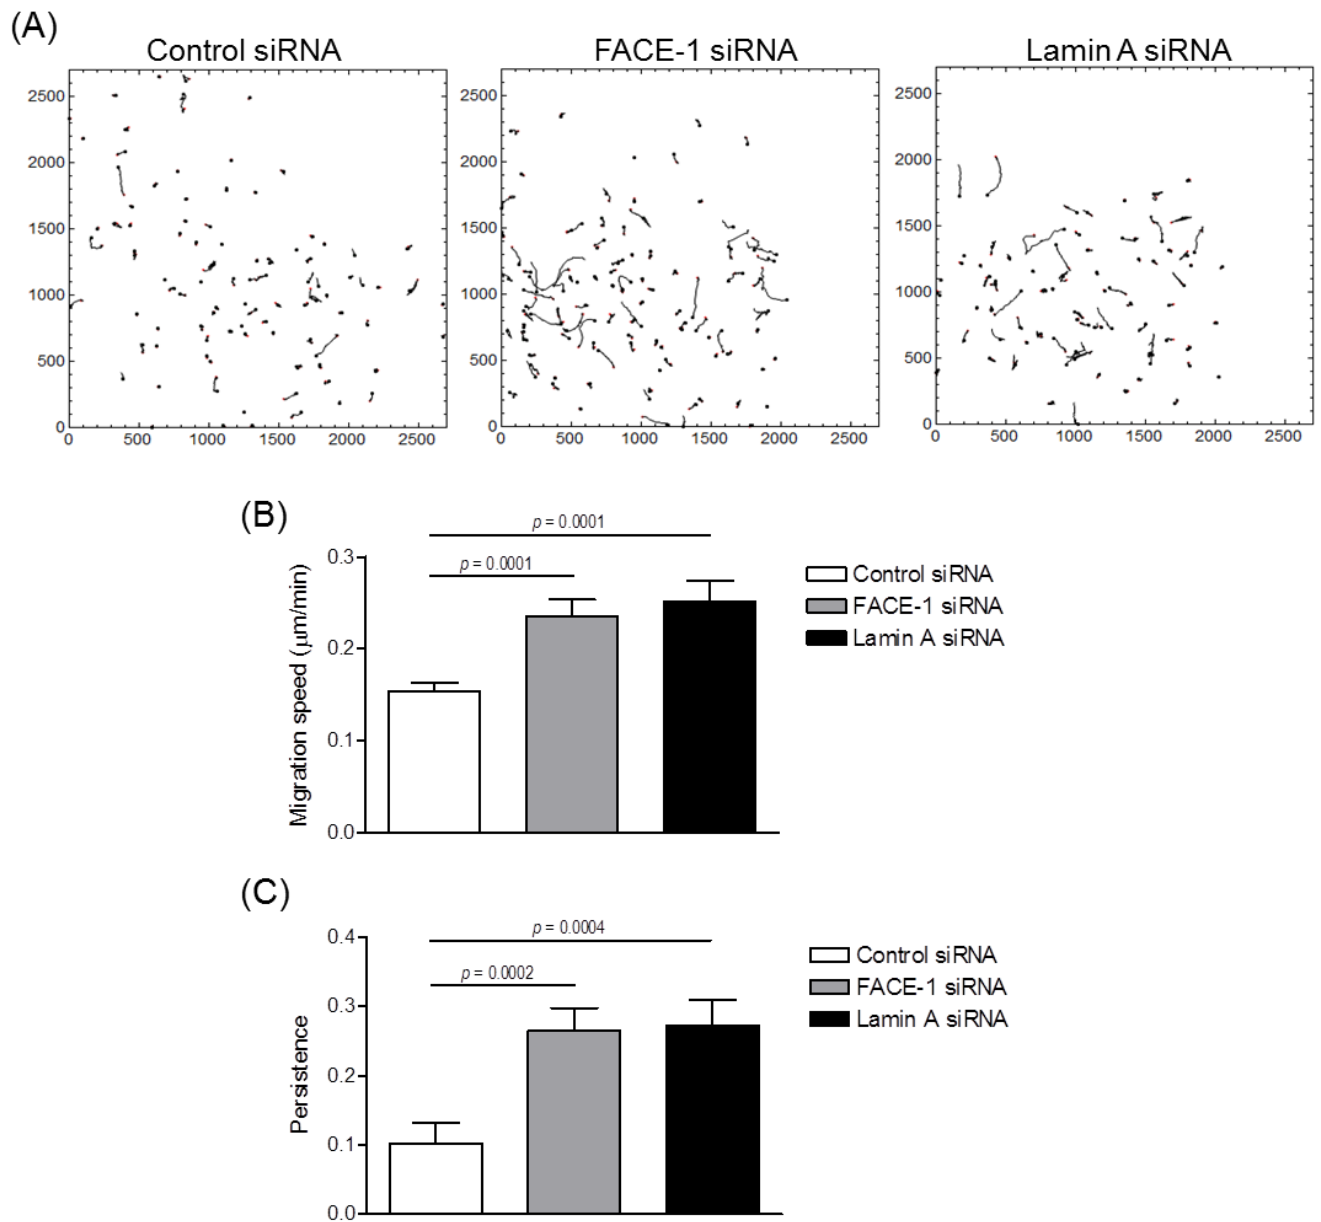 (A)
Control siRNA
FACE-1 siRNA
Lamin A siRNA
2500
2000
1500
1000
500
0
0 500 1000 1500 2000 2500
2500
2000
1500
1000
500
0
0 500 1000 1500 2000 2500
2500
2000
1500
1000
500
0
0 500 1000 1500 2000 2500
(B)
p = 0.0001
p = 0.0001
Migration speed (μm/min)
0.3
0.2
0.1
0.0
Control siRNA
FACE-1 siRNA
Lamin A siRNA
(C)
p = 0.0004
p = 0.0002
Persistence
0.4
0.3
0.2
0.1
0.0
Control siRNA
FACE-1 siRNA
Lamin A siRNA